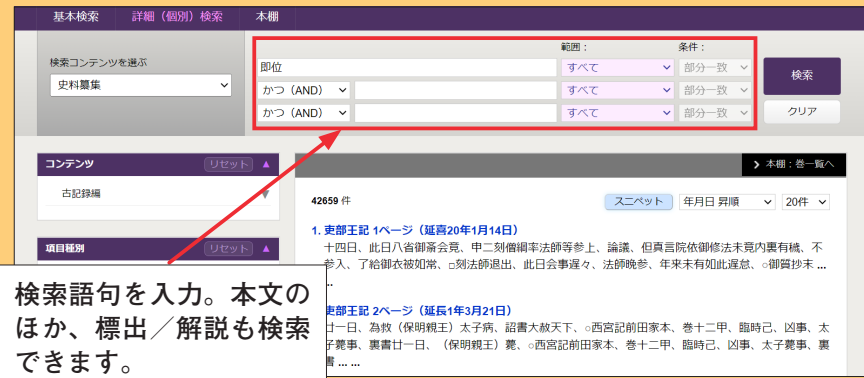 基本検索 詳細（個別）検索 本棚
範囲： 条件：
検索コンテンツを選ぶ
史料纂集
即位 すべて 部分一致
かつ（AND） すべて 部分一致
かつ（AND） すべて 部分一致
検索
クリア
コンテンツ リセット ▲
古記録編 ▼
項目種別 リセット ▲
› 本棚：巻一覧へ
42659 件 スニペット 年月日 昇順 20件
1. 吏部王記 1ページ（延喜20年1月14日）
十四日、此日八省御斎会竟、申二刻僧綱率法師等参上、論議、但真言院依御修法未竟内裏有穢、不
参入、了給御衣被如常、□刻法師退出、此日会事遅々、法師晩参、年来未有如此遅怠、○御質抄末 ...
..
吏部王記 2ページ（延長1年3月21日）
廿一日、為救（保明親王）太子病、詔書大赦天下、○西宮記前田家本、巻十二甲、臨時己、凶事、太
子薨事、裏書廿一日、（保明親王）薨、○西宮記前田家本、巻十二甲、臨時己、凶事、太子薨事、裏
書 ... ...
検索語句を入力。本文の
ほか、標出／解説も検索
できます。